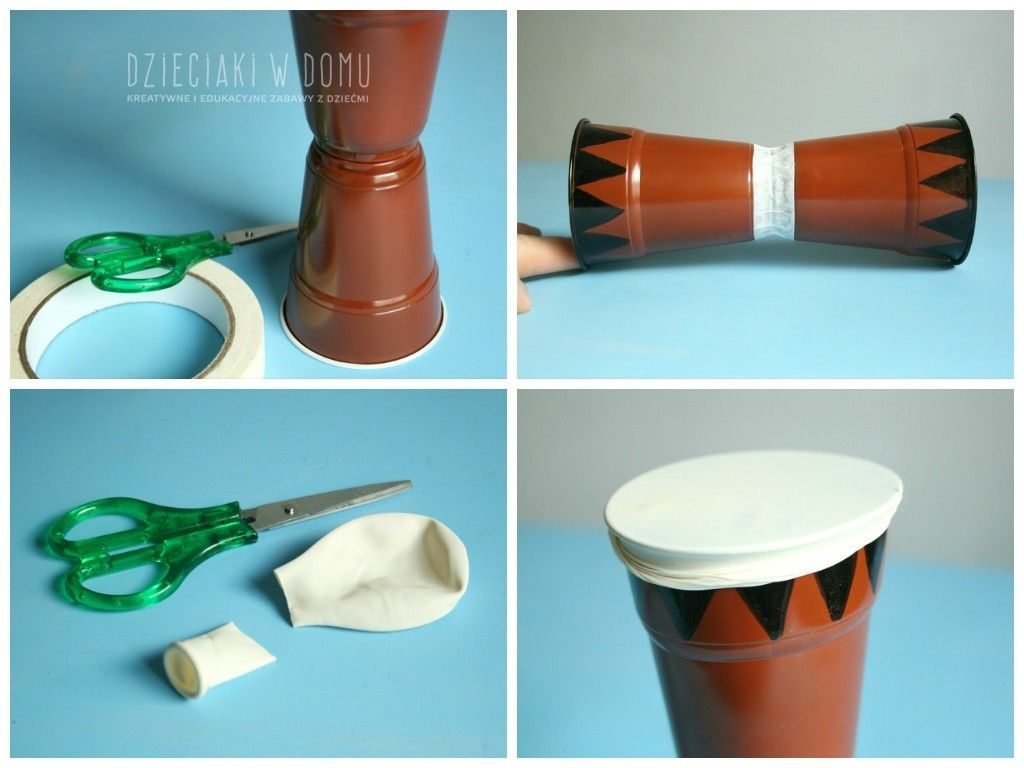 DZIECIAKI W DOMU
KREATYWNE I EDUKACYJNE ZABAWY Z DZIEĆMI